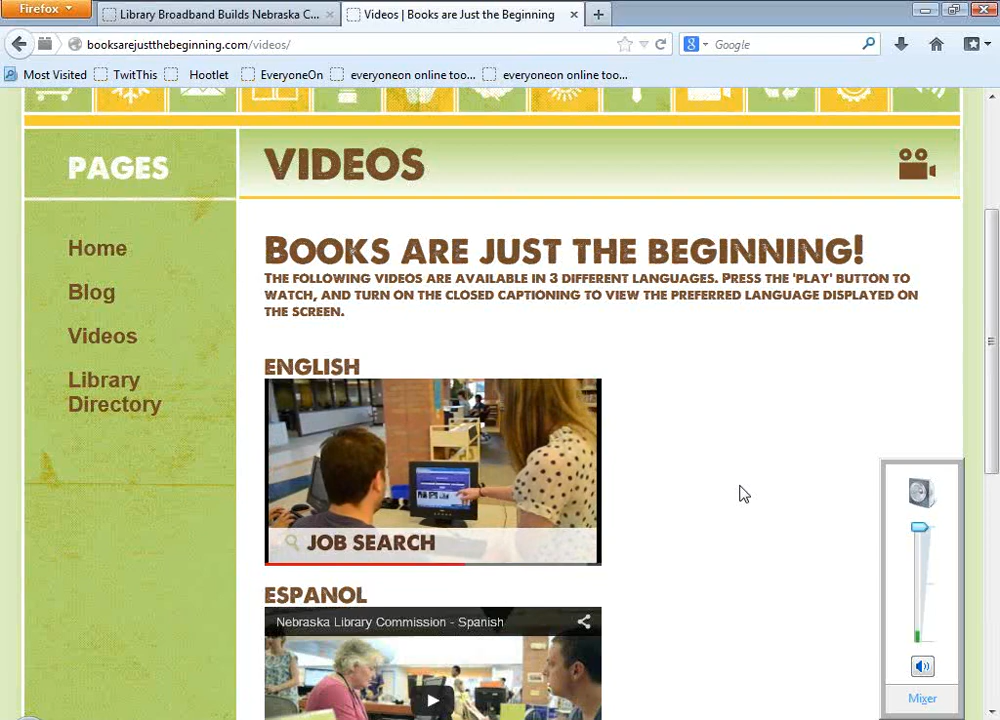 Firefox
Library Broadband Builds Nebraska C...
Videos | Books are Just the Beginning
booksarejustthebeginning.com/videos/
Google
Most Visited
TwitThis
Hootlet
EveryoneOn
everyoneon online too...
everyoneon online too...
PAGES
VIDEOS
Home
Blog
Videos
Library
Directory
BOOKS ARE JUST THE BEGINNING!
THE FOLLOWING VIDEOS ARE AVAILABLE IN 3 DIFFERENT LANGUAGES. PRESS THE 'PLAY' BUTTON TO
WATCH, AND TURN ON THE CLOSED CAPTIONING TO VIEW THE PREFERRED LANGUAGE DISPLAYED ON
THE SCREEN.
ENGLISH
JOB SEARCH
ESPANOL
Nebraska Library Commission - Spanish
Mixer